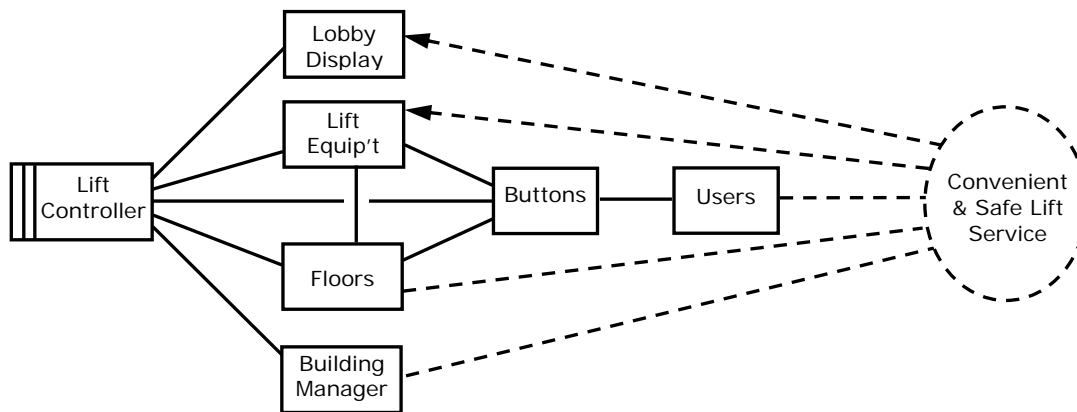 Lobby
Display
Lift
Equip't
Lift
Controller
Buttons
Users
Convenient
& Safe Lift
Service
Floors
Building
Manager